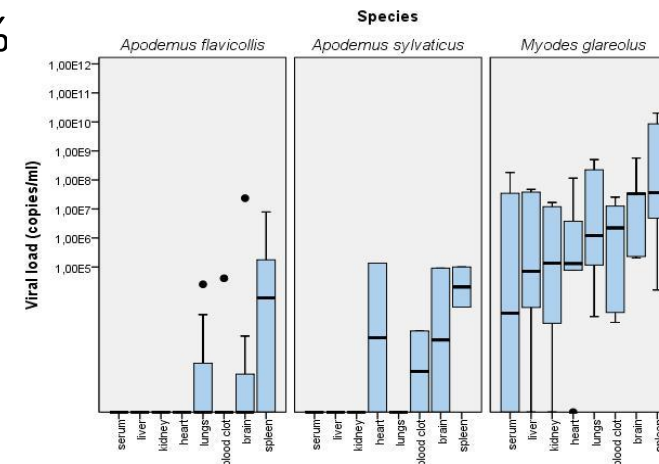 %
Species
Apodemus flavicollis Apodemus sylvaticus Myodes glareolus
Viral load (copies/ml)
1,00E12
1,00E11
1,00E10
1,00E9
1,00E8
1,00E7
1,00E6
1,00E5
serum liver kidney heart lungs blood clot brain spleen
serum liver kidney heart lungs blood clot brain spleen
serum liver kidney heart lungs blood clot brain